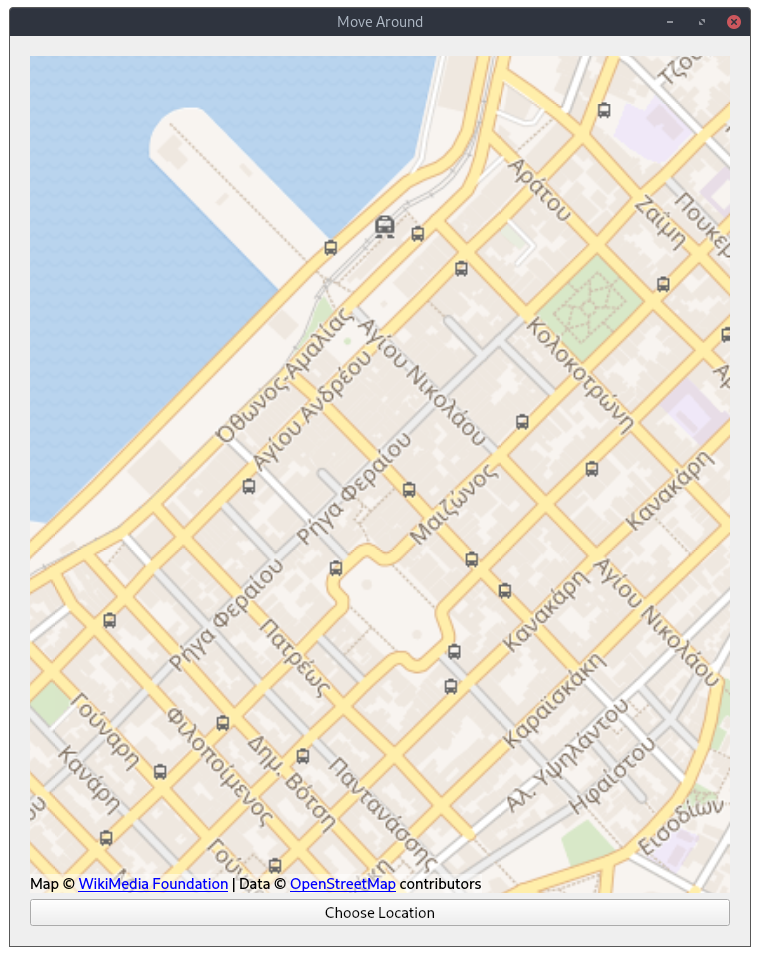 Move Around
Τζου
Αράτου
Ζαΐμη
Πουκε
Όθωνος Αμαλίας
Αγίου Νικολάου
Αγίου Ανδρέου
Κολοκοτρώνη
Ρήγα Φεραίου
Μαιζώνος
Κανακάρη
Ρήγα Φεραίου
Πατρέως
Κανακάρη
Αγίου Νικολάου
Γούναρη
Φιλοποίμενος
Καραϊσκάκη
Κανάρη
Δημ. Βότση
Παντανάσσης
Αλ. Υψηλάντου
Ηφαίστου
Εισοδίων
Γούν
Map © WikiMedia Foundation | Data © OpenStreetMap contributors
Choose Location